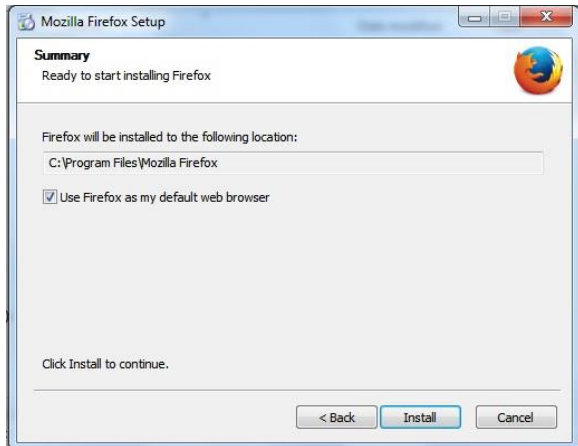 Mozilla Firefox Setup
Summary
Ready to start installing Firefox
Firefox will be installed to the following location:
C:\Program Files\Mozilla Firefox
Use Firefox as my default web browser
Click Install to continue.
< Back Install Cancel